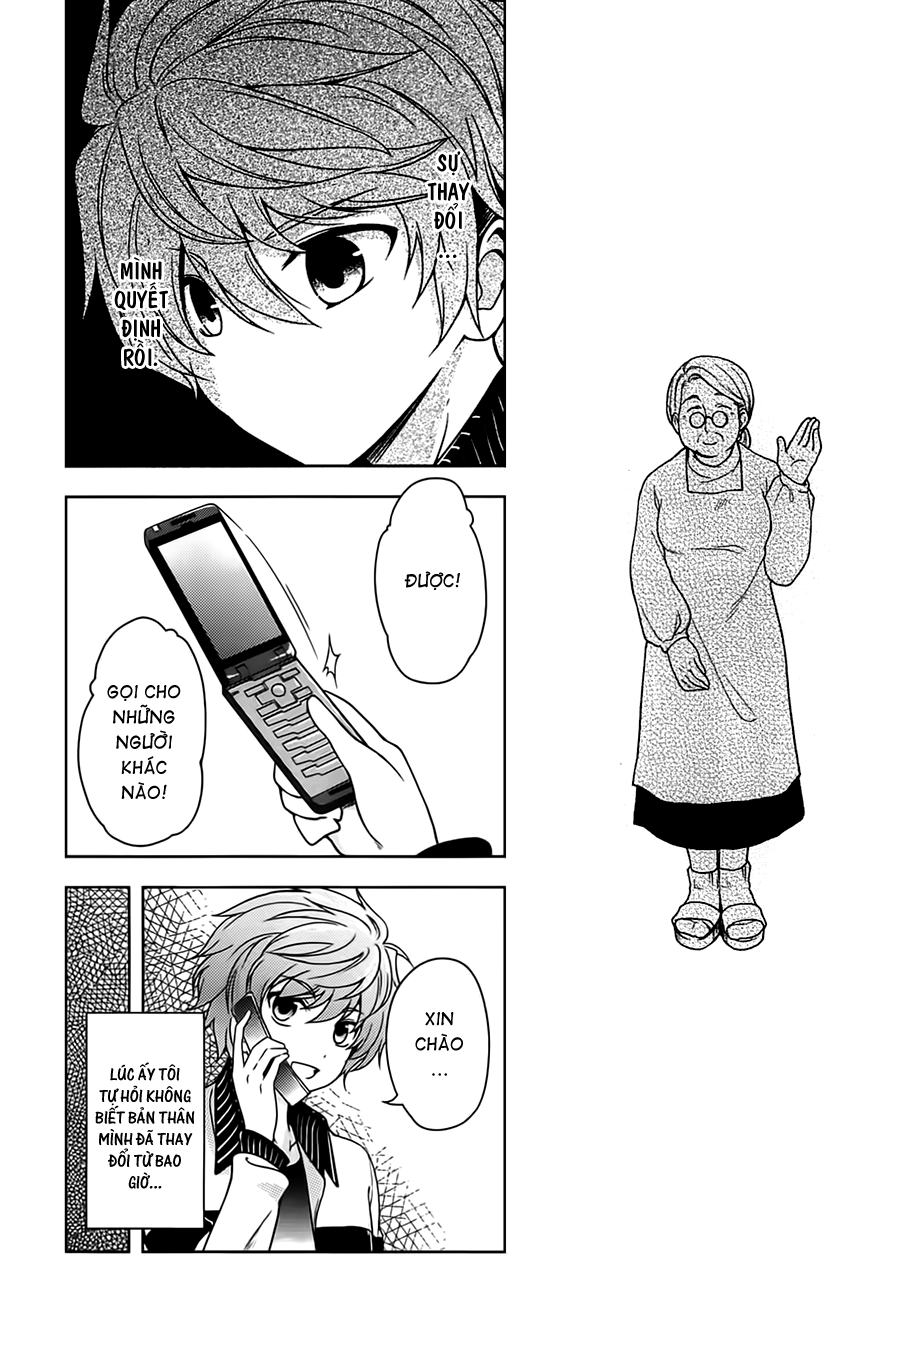 SỰ
THAY
ĐỔI
...
MÌNH
QUYẾT
ĐỊNH
RỒI.
ĐƯỢC!
GỌI CHO
NHỮNG
NGƯỜI
KHÁC
NÀO!
XIN
CHÀO
...
LÚC ẤY TÔI
TỰ HỎI KHÔNG
BIẾT BẢN THÂN
MÌNH ĐÃ THAY
ĐỔI TỪ BAO
GIỜ...